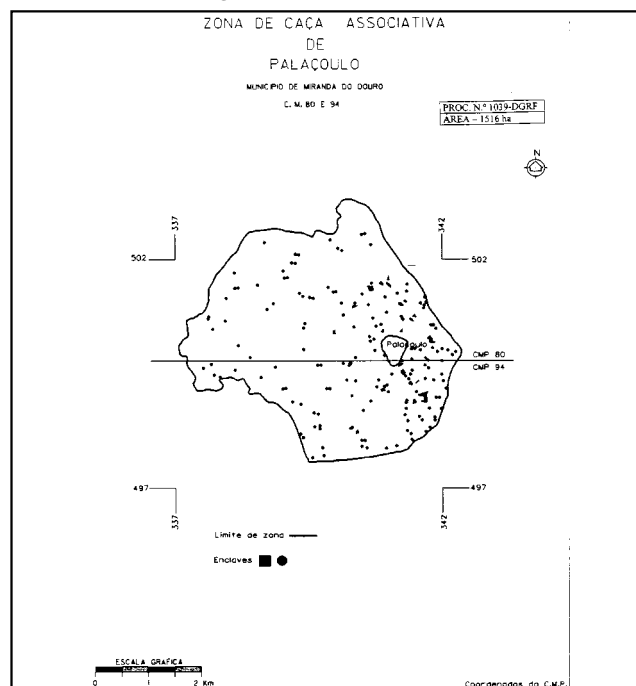 ZONA DE CAÇA ASSOCIATIVA
DE
PALAÇOULO
MUNICIPIO DE MIRANDA DO DOURO
C. M. 80 E 94
PROC. N.º 1039-DGRF
AREA – 1516 ha
N
337
342
502
502
Palaçoulo
CMP 80
CMP 94
497
497
337
342
Limite de zona
Enclaves
ESCALA GRAFICA
0 1 2 Km
Coordenadas da C.M.P.